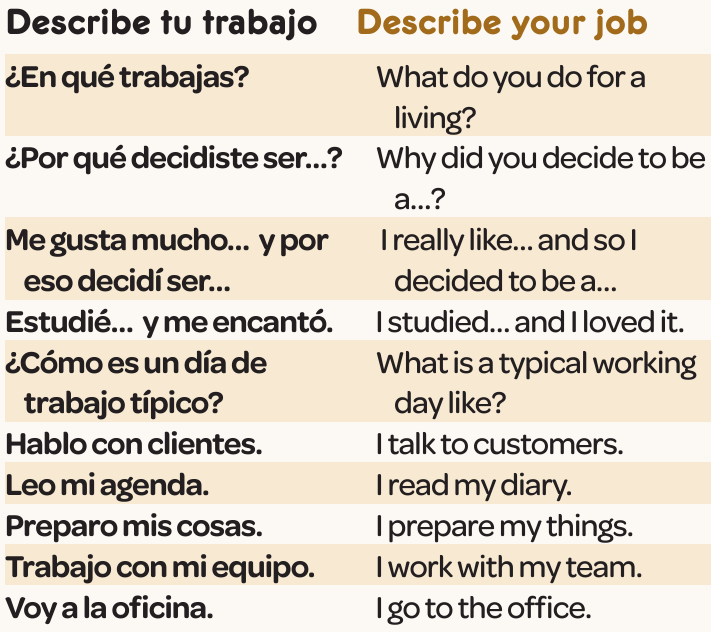 Describe tu trabajo Describe your job
¿En qué trabajas? What do you do for a
living?
¿Por qué decidiste ser...? Why did you decide to be
a...?
Me gusta mucho... y por I really like... and so I
eso decidí ser... decided to be a...
Estudié... y me encantó. I studied... and I loved it.
¿Cómo es un día de What is a typical working
trabajo típico? day like?
Hablo con clientes. I talk to customers.
Leo mi agenda. I read my diary.
Preparo mis cosas. I prepare my things.
Trabajo con mi equipo. I work with my team.
Voy a la oficina. I go to the office.